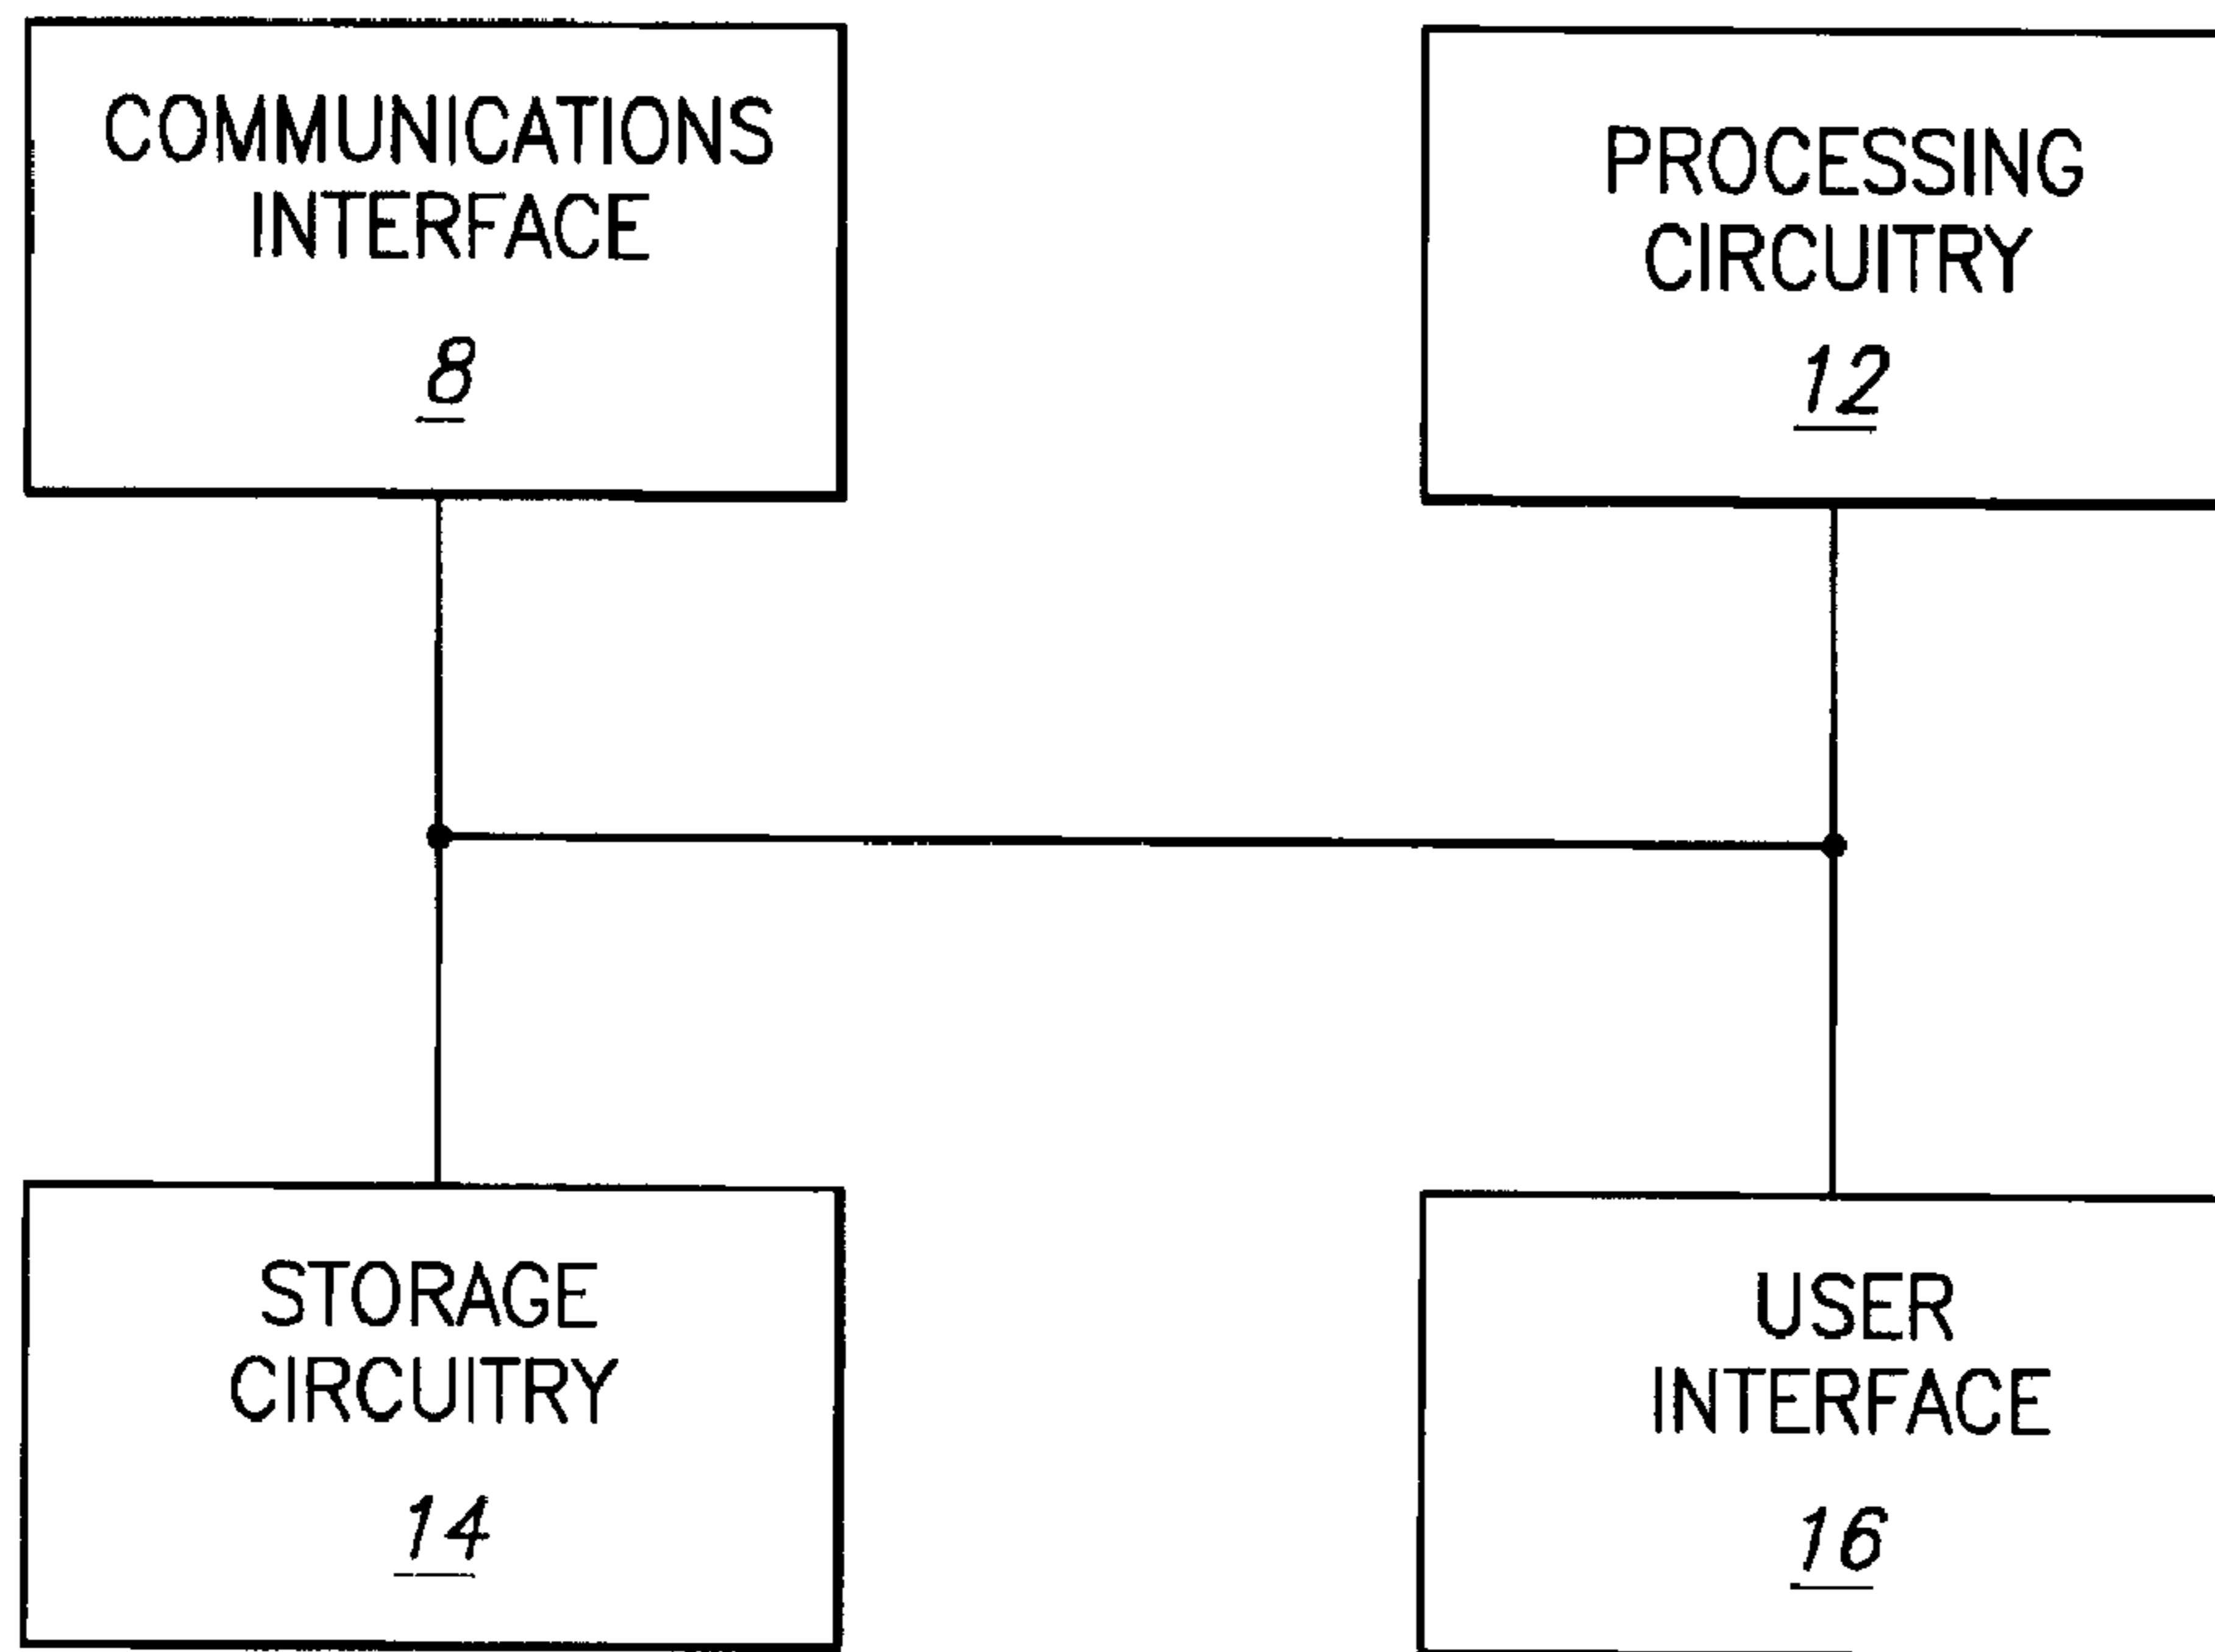 COMMUNICATIONS
INTERFACE
8
PROCESSING
CIRCUITRY
12
STORAGE
CIRCUITRY
14
USER
INTERFACE
16